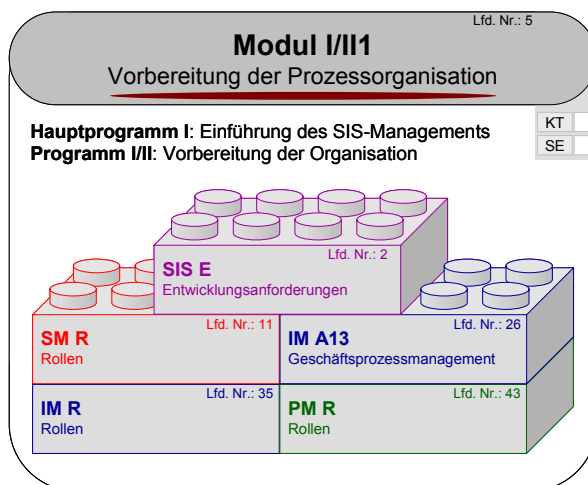 Lfd. Nr.: 5
Modul I/II1
Vorbereitung der Prozessorganisation
Hauptprogramm I: Einführung des SIS-Managements
Programm I/II: Vorbereitung der Organisation
KT
SE
Lfd. Nr.: 2
SIS E
Entwicklungsanforderungen
Lfd. Nr.: 11
SM R
Rollen
Lfd. Nr.: 26
IM A13
Geschäftsprozessmanagement
Lfd. Nr.: 35
IM R
Rollen
Lfd. Nr.: 43
PM R
Rollen